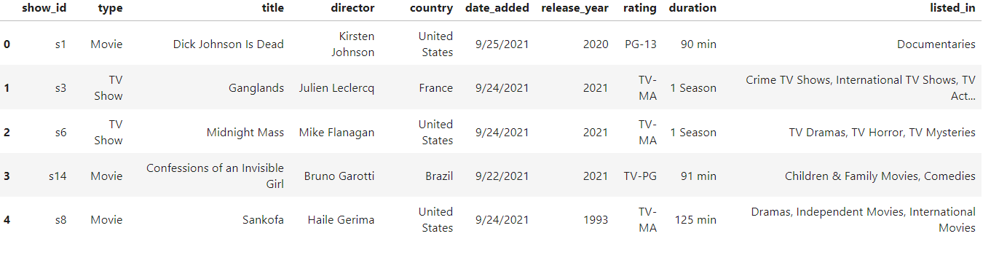 show_id type title director country date_added release_year rating duration listed_in
0 s1 Movie Dick Johnson Is Dead Kirsten Johnson United States 9/25/2021 2020 PG-13 90 min Documentaries
1 s3 TV Show Ganglands Julien Leclercq France 9/24/2021 2021 TV-MA 1 Season Crime TV Shows, International TV Shows, TV Act...
2 s6 TV Show Midnight Mass Mike Flanagan United States 9/24/2021 2021 TV-MA 1 Season TV Dramas, TV Horror, TV Mysteries
3 s14 Movie Confessions of an Invisible Girl Bruno Garotti Brazil 9/22/2021 2021 TV-PG 91 min Children & Family Movies, Comedies
4 s8 Movie Sankofa Haile Gerima United States 9/24/2021 1993 TV-MA 125 min Dramas, Independent Movies, International Movies